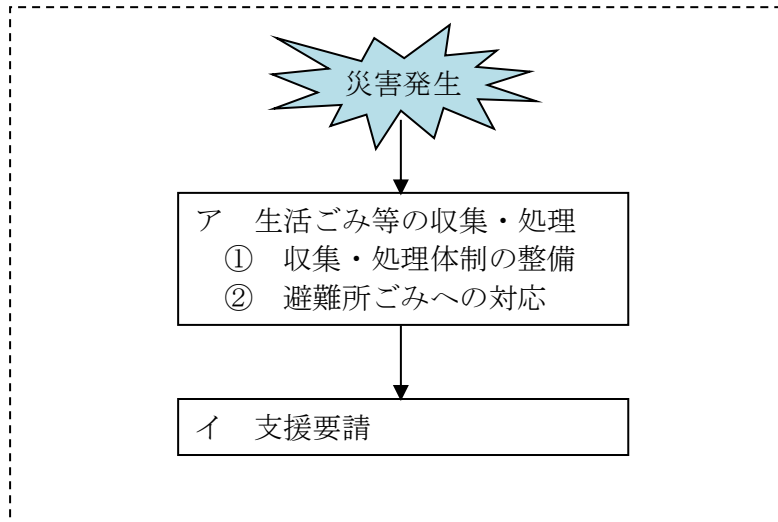 災害発生
ア　生活ごみ等の収集・処理
①　収集・処理体制の整備
②　避難所ごみへの対応
イ　支援要請